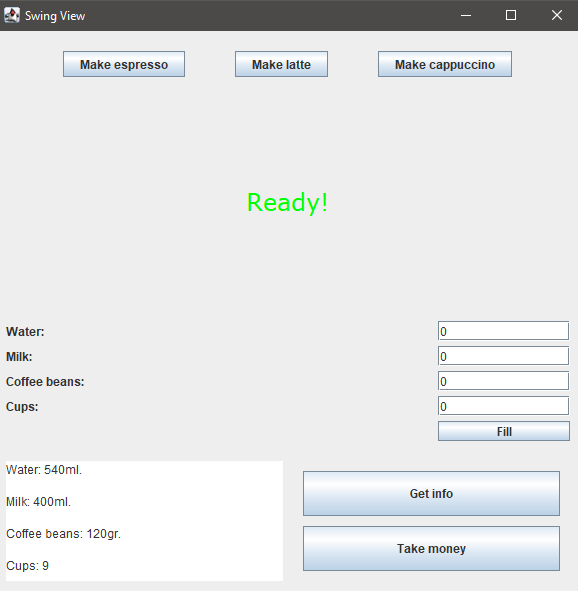 Swing View
Make espresso Make latte Make cappuccino
Ready!
Water: 0
Milk: 0
Coffee beans: 0
Cups: 0
Fill
Water: 540ml.
Milk: 400ml.
Coffee beans: 120gr.
Cups: 9
Get info
Take money